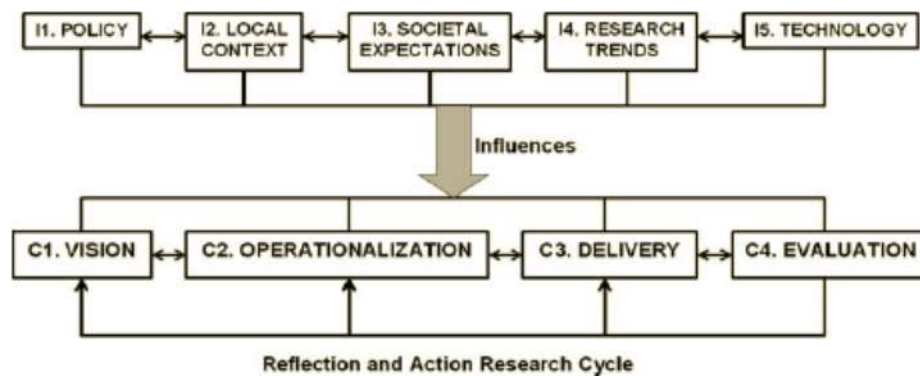 I1. POLICY
I2. LOCAL
CONTEXT
I3. SOCIETAL
EXPECTATIONS
I4. RESEARCH
TRENDS
I5. TECHNOLOGY
Influences
C1. VISION
C2. OPERATIONALIZATION
C3. DELIVERY
C4. EVALUATION
Reflection and Action Research Cycle